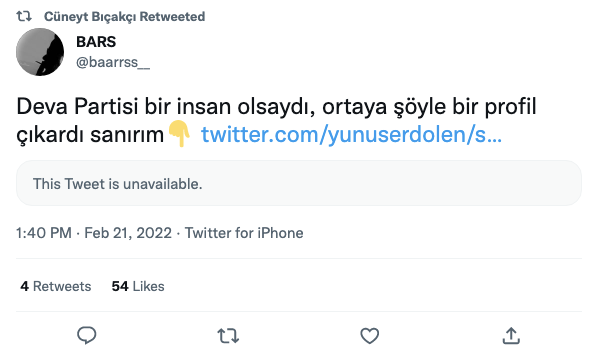 Cüneyt Bıçakçı Retweeted
BARS
@baarrss__
Deva Partisi bir insan olsaydı, ortaya şöyle bir profil
çıkardı sanırım👇 twitter.com/yunuserdolen/s...
This Tweet is unavailable.
1:40 PM · Feb 21, 2022 · Twitter for iPhone
4 Retweets 54 Likes